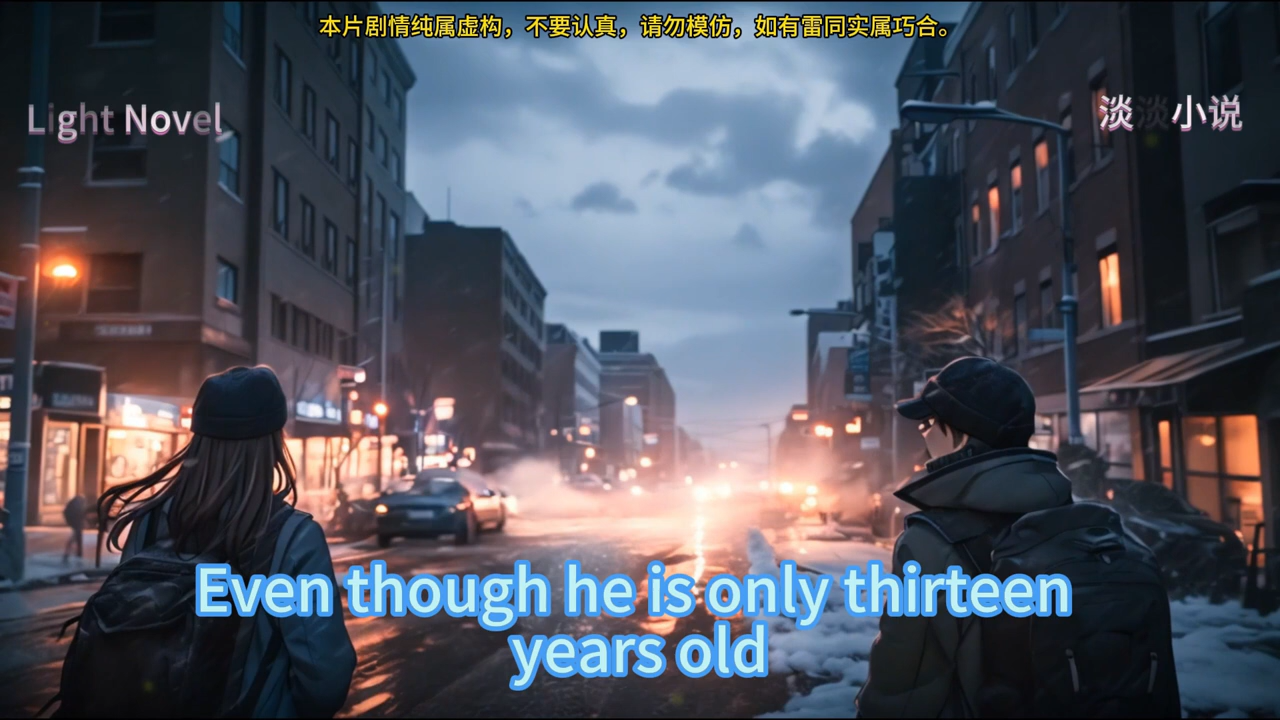 本片剧情纯属虚构，不要认真，请勿模仿，如有雷同实属巧合。
Light Novel
淡淡小说
Even though he is only thirteen
years old